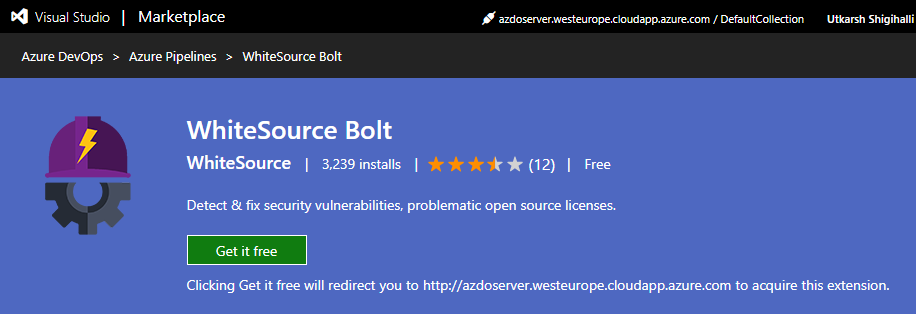 Visual Studio | Marketplace azdoserver.westeurope.cloudapp.azure.com / DefaultCollection Utkarsh Shigihalli
Azure DevOps > Azure Pipelines > WhiteSource Bolt
WhiteSource Bolt
WhiteSource | 3,239 installs | (12) | Free
Detect & fix security vulnerabilities, problematic open source licenses.
Get it free
Clicking Get it free will redirect you to http://azdoserver.westeurope.cloudapp.azure.com to acquire this extension.